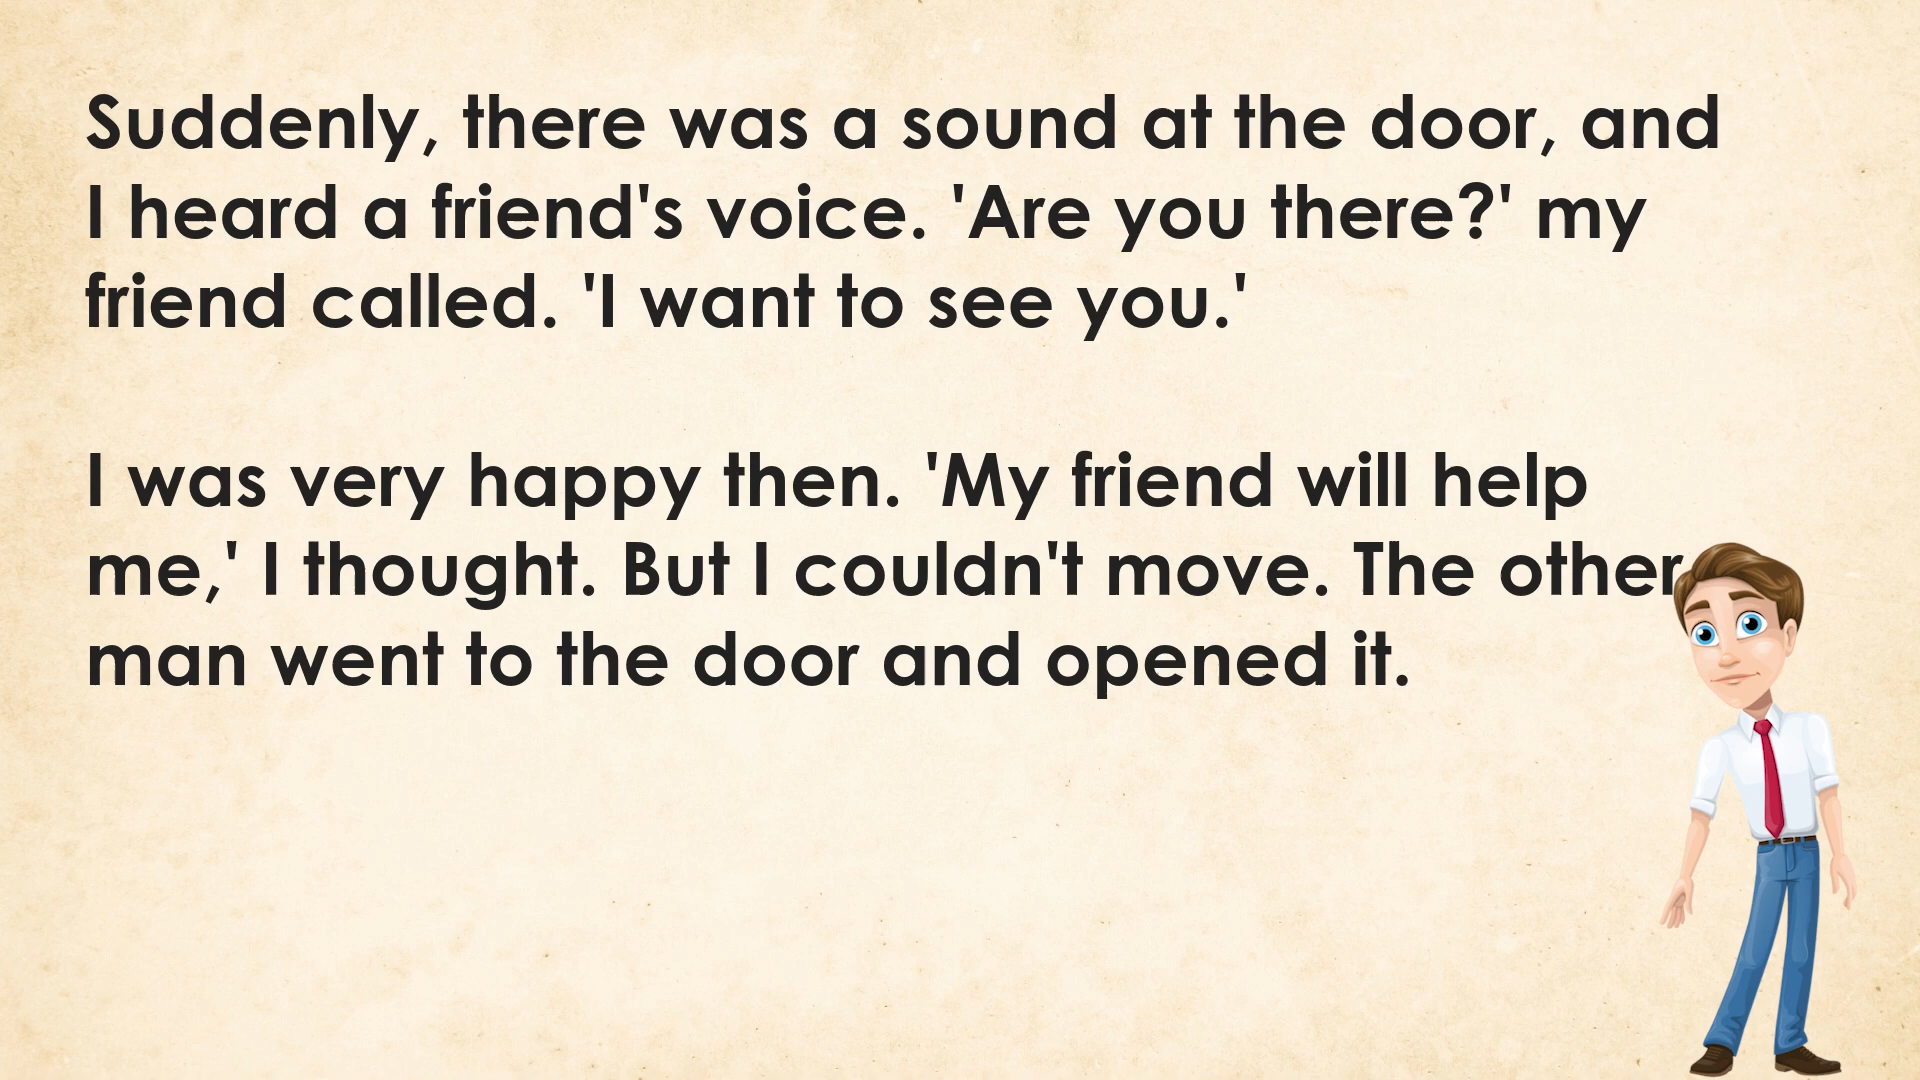 Suddenly, there was a sound at the door, and
I heard a friend's voice. 'Are you there?' my
friend called. 'I want to see you.'
I was very happy then. 'My friend will help
me,' I thought. But I couldn't move. The other
man went to the door and opened it.